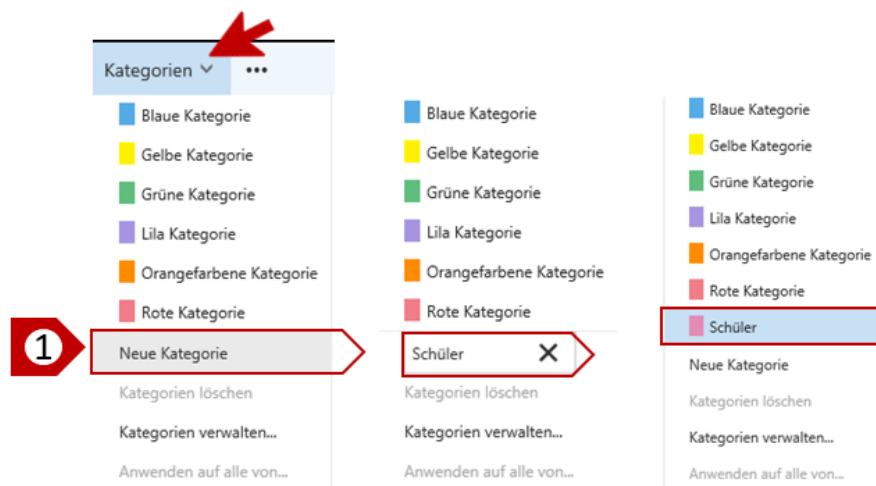 Kategorien
•••
Blaue Kategorie
Gelbe Kategorie
Grüne Kategorie
Lila Kategorie
Orangefarbene Kategorie
Rote Kategorie
1
Neue Kategorie
Kategorien löschen
Kategorien verwalten...
Anwenden auf alle von...
Blaue Kategorie
Gelbe Kategorie
Grüne Kategorie
Lila Kategorie
Orangefarbene Kategorie
Rote Kategorie
Schüler
Kategorien löschen
Kategorien verwalten...
Anwenden auf alle von...
Blaue Kategorie
Gelbe Kategorie
Grüne Kategorie
Lila Kategorie
Orangefarbene Kategorie
Rote Kategorie
Schüler
Neue Kategorie
Kategorien löschen
Kategorien verwalten...
Anwenden auf alle von...